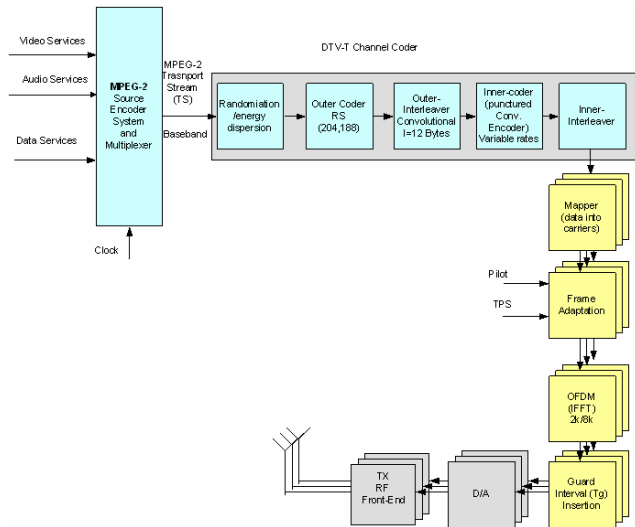 Video Services
Audio Services
Data Services
MPEG-2
Source
Encoder
System
and
Multiplexer
Clock
MPEG-2
Trasnport
Stream
(TS)
Baseband
DTV-T Channel Coder
Randomiation
/energy
dispersion
Outer Coder
RS
(204,188)
Outer-
Interleaver
Convolutional
I=12 Bytes
Inner-coder
(punctured
Conv.
Encoder)
Variable rates
Inner-
Interleaver
Mapper
(data into
carriers)
Pilot
TPS
Frame
Adaptation
OFDM
(IFFT)
2k/8k
Guard
Interval (Tg)
Insertion
D/A
TX
RF
Front-End